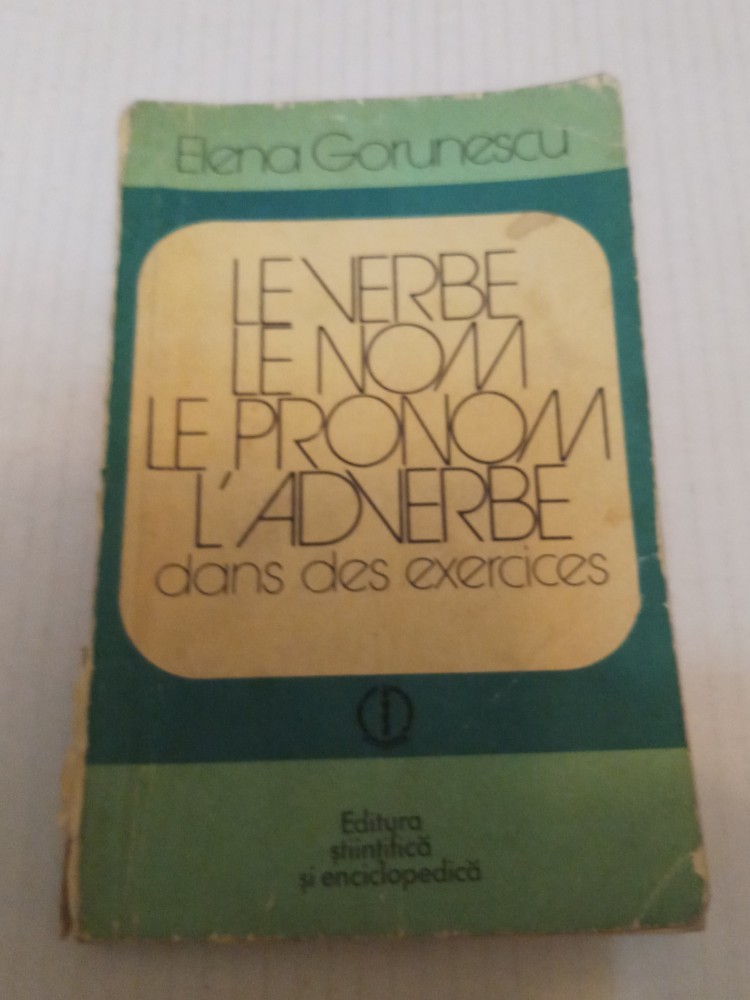 Elena Gorunescu
LE VERBE
LE NOM
LE PRONOM
L'ADVERBE
dans des exercices
Editura
științifică
și enciclopedică